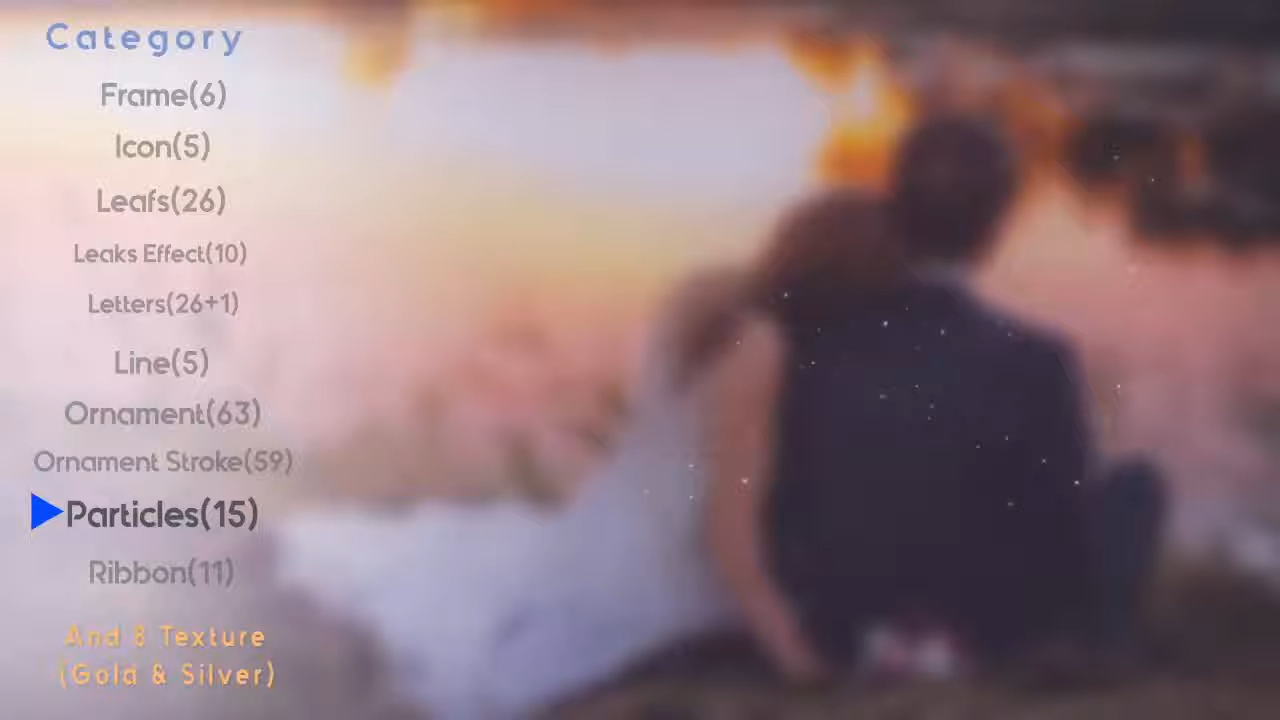 Category
Frame(6)
Icon(5)
Leafs(26)
Leaks Effect(10)
Letters(26+1)
Line(5)
Ornament(63)
Ornament Stroke(59)
Particles(15)
Ribbon(11)
And 8 Texture
(Gold & Silver)